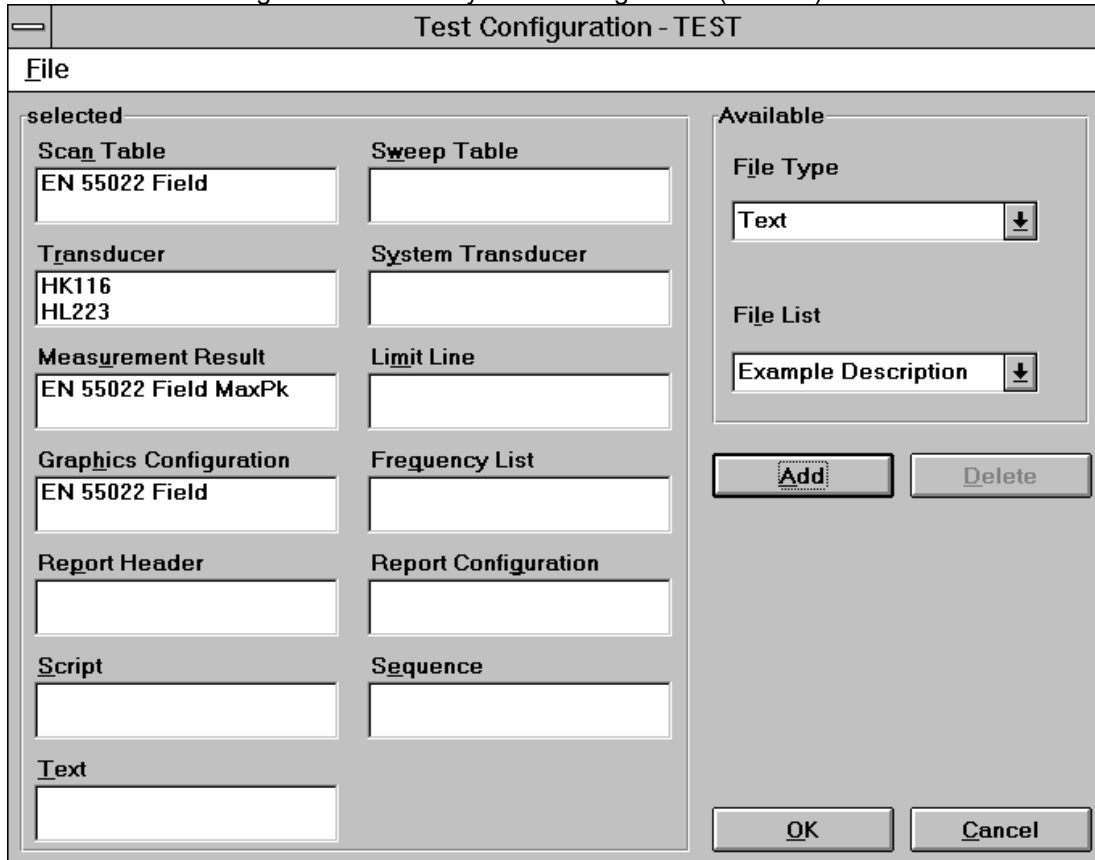 Test Configuration - TEST
File
selected
Scan Table
EN 55022 Field
Sweep Table
Transducer
HK116
HL223
System Transducer
Measurement Result
EN 55022 Field MaxPk
Limit Line
Graphics Configuration
EN 55022 Field
Frequency List
Report Header
Report Configuration
Script
Sequence
Text
Available
File Type
Text
File List
Example Description
Add
Delete
OK
Cancel